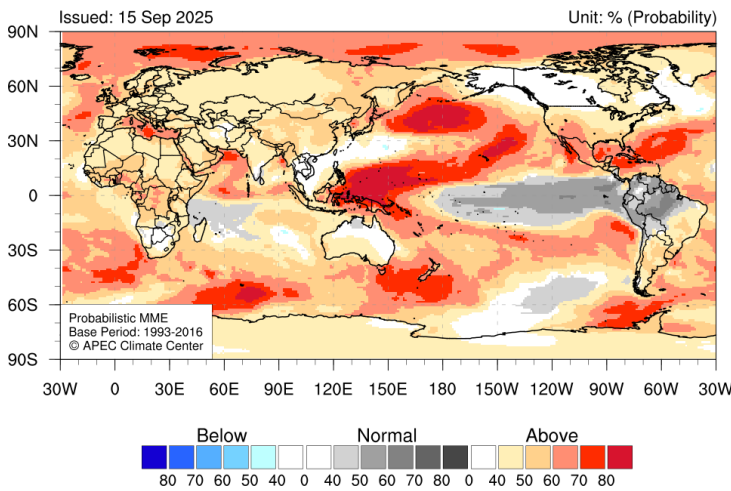 Issued: 15 Sep 2025 Unit: % (Probability)
90N
60N
30N
0
30S
60S
90S
Probabilistic MME
Base Period: 1993-2016
© APEC Climate Center
30W 0 30E 60E 90E 120E 150E 180 150W 120W 90W 60W 30W
Below Normal Above
80 70 60 50 40 0 40 50 60 70 80 0 40 50 60 70 80